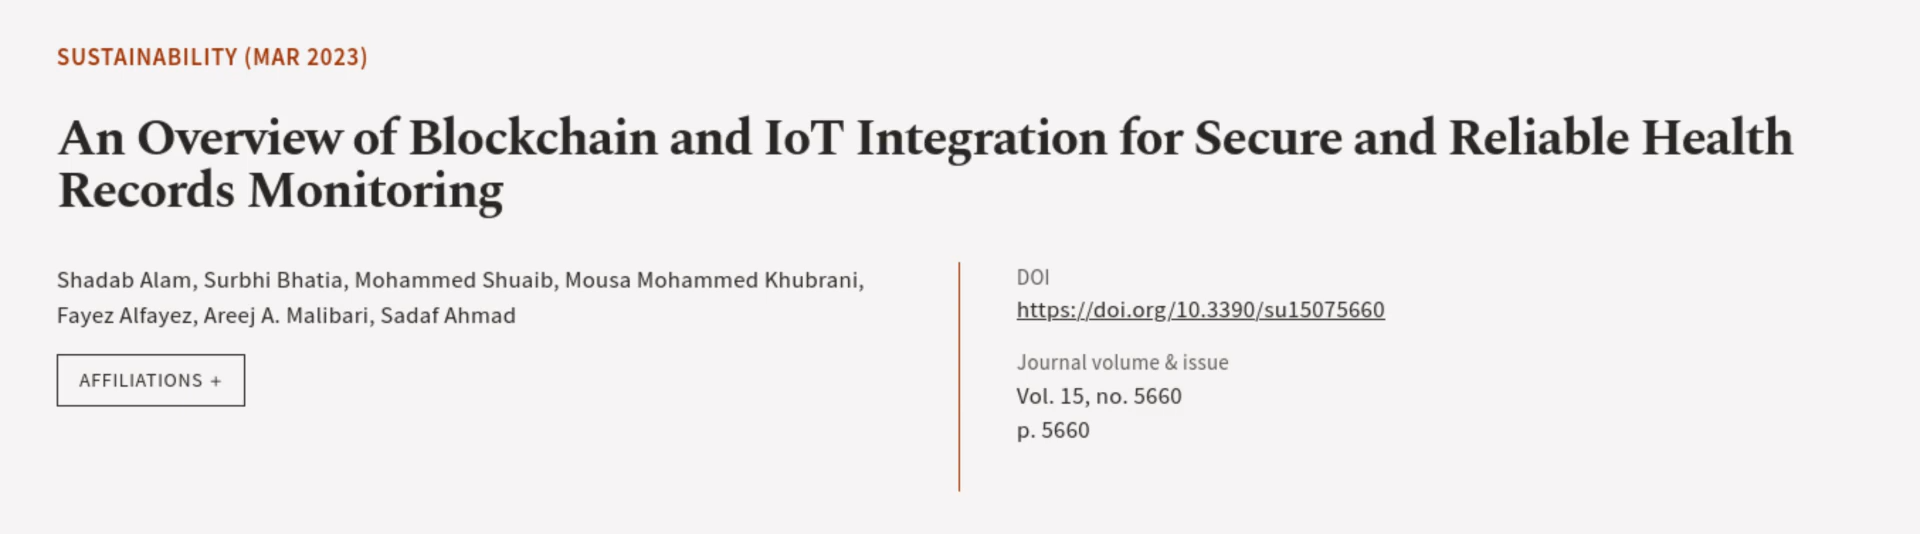 SUSTAINABILITY (MAR 2023)
An Overview of Blockchain and IoT Integration for Secure and Reliable Health
Records Monitoring
Shadab Alam, Surbhi Bhatia, Mohammed Shuaib, Mousa Mohammed Khubrani,
Fayez Alfayez, Areej A. Malibari, Sadaf Ahmad
AFFILIATIONS +
DOI
https://doi.org/10.3390/su15075660
Journal volume & issue
Vol. 15, no. 5660
p. 5660